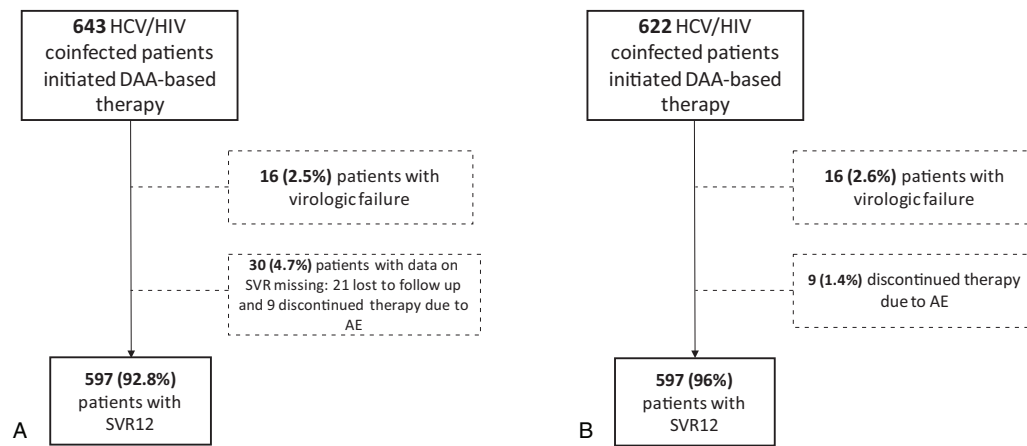 643 HCV/HIV
coinfected patients
initiated DAA-based
therapy
16 (2.5%) patients with
virologic failure
30 (4.7%) patients with data on
SVR missing: 21 lost to follow up
and 9 discontinued therapy due to
AE
597 (92.8%)
patients with
SVR12
A
622 HCV/HIV
coinfected patients
initiated DAA-based
therapy
16 (2.6%) patients with
virologic failure
9 (1.4%) discontinued therapy
due to AE
597 (96%)
patients with
SVR12
B